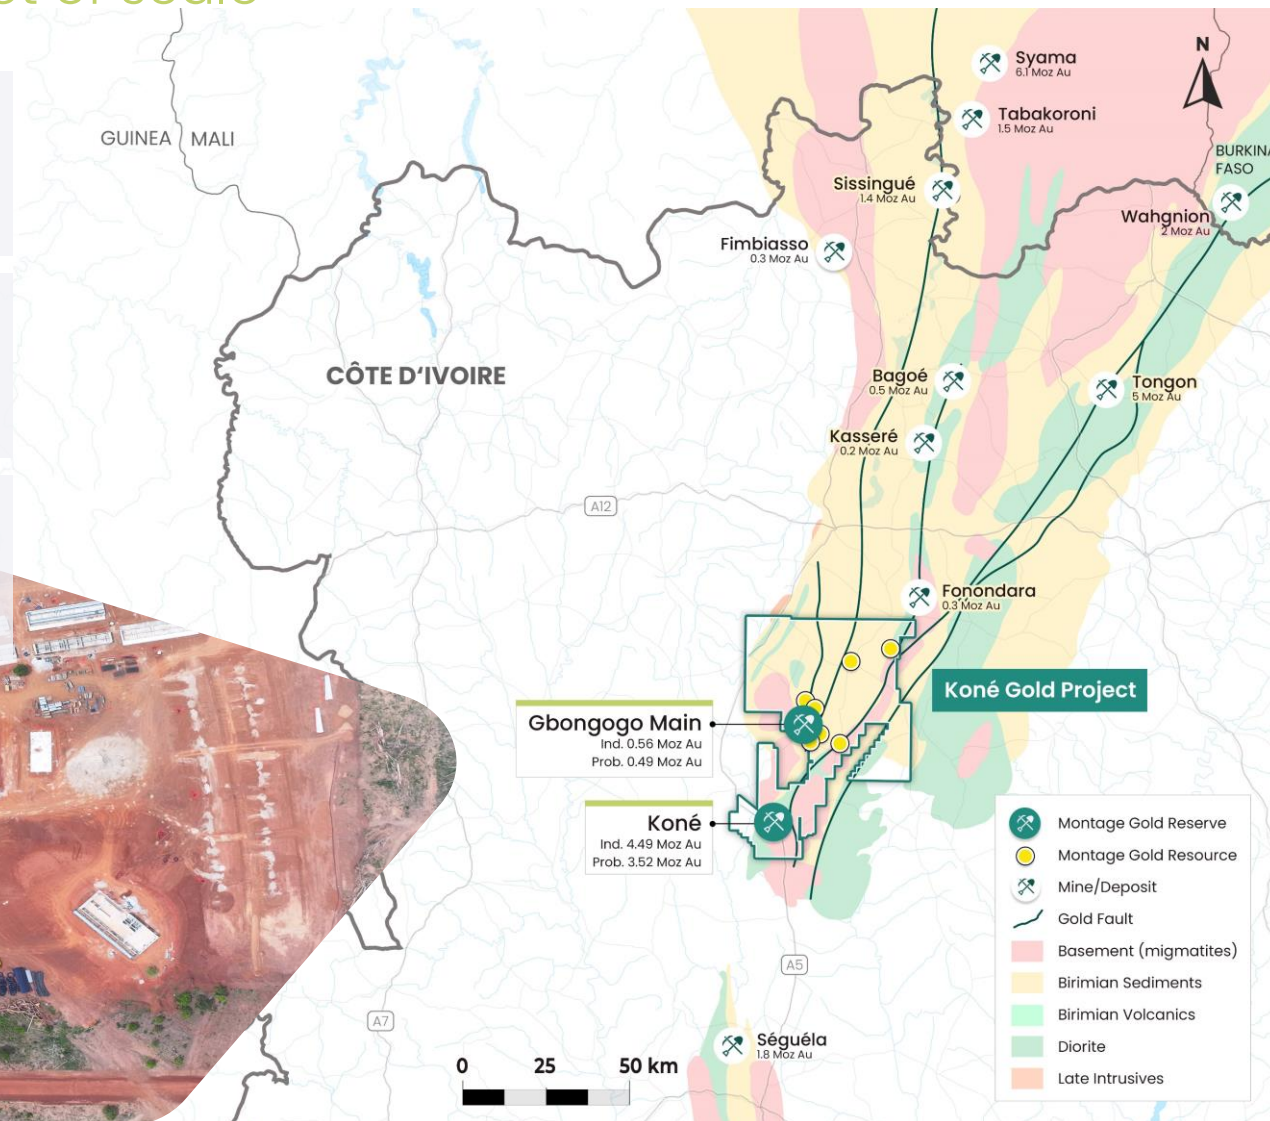 N
Syama
6.1 Moz Au
Tabakoroni
1.5 Moz Au
GUINEA
MALI
BURKINA
FASO
Sissingué
1.4 Moz Au
Wahgnion
2 Moz Au
Fimbiasso
0.3 Moz Au
CÔTE D'IVOIRE
Bagoé
0.5 Moz Au
Tongon
5 Moz Au
Kasseré
0.2 Moz Au
A12
Fonondara
0.3 Moz Au
Koné Gold Project
Gbongogo Main
Ind. 0.56 Moz Au
Prob. 0.49 Moz Au
Koné
Ind. 4.49 Moz Au
Prob. 3.52 Moz Au
Montage Gold Reserve
Montage Gold Resource
Mine/Deposit
Gold Fault
Basement (migmatites)
Birimian Sediments
Birimian Volcanics
Diorite
Late Intrusives
A5
A7
Séguéla
1.8 Moz Au
0 25 50 km